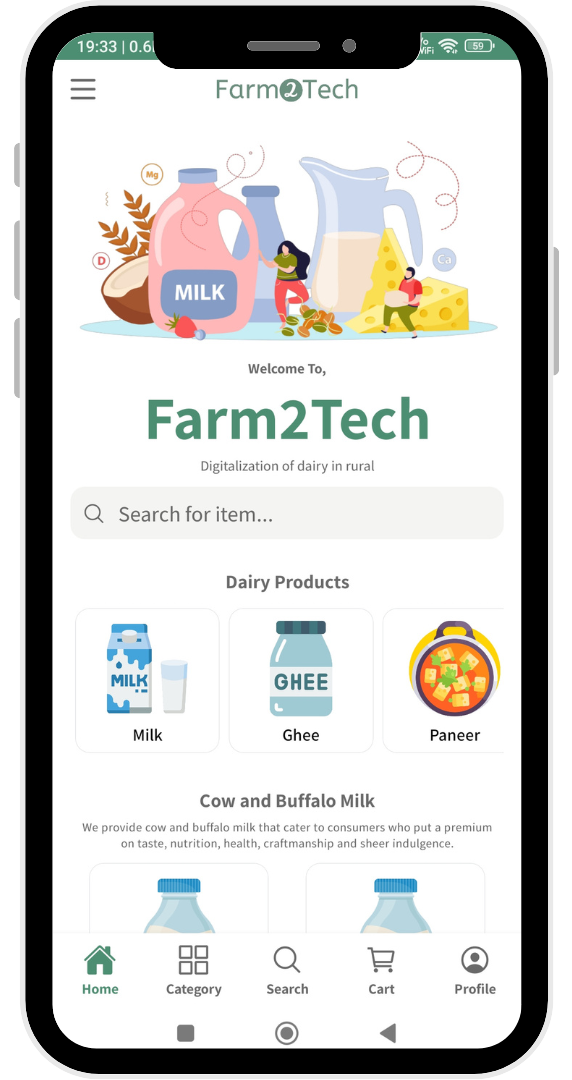 19:33 | 0.6
WiFi
59
Farm2Tech
Mg
D
Ca
MILK
Welcome To,
Farm2Tech
Digitalization of dairy in rural
Search for item...
Dairy Products
MILK
GHEE
Milk
Ghee
Paneer
Cow and Buffalo Milk
We provide cow and buffalo milk that cater to consumers who put a premium
on taste, nutrition, health, craftmanship and sheer indulgence.
Home
Category
Search
Cart
Profile